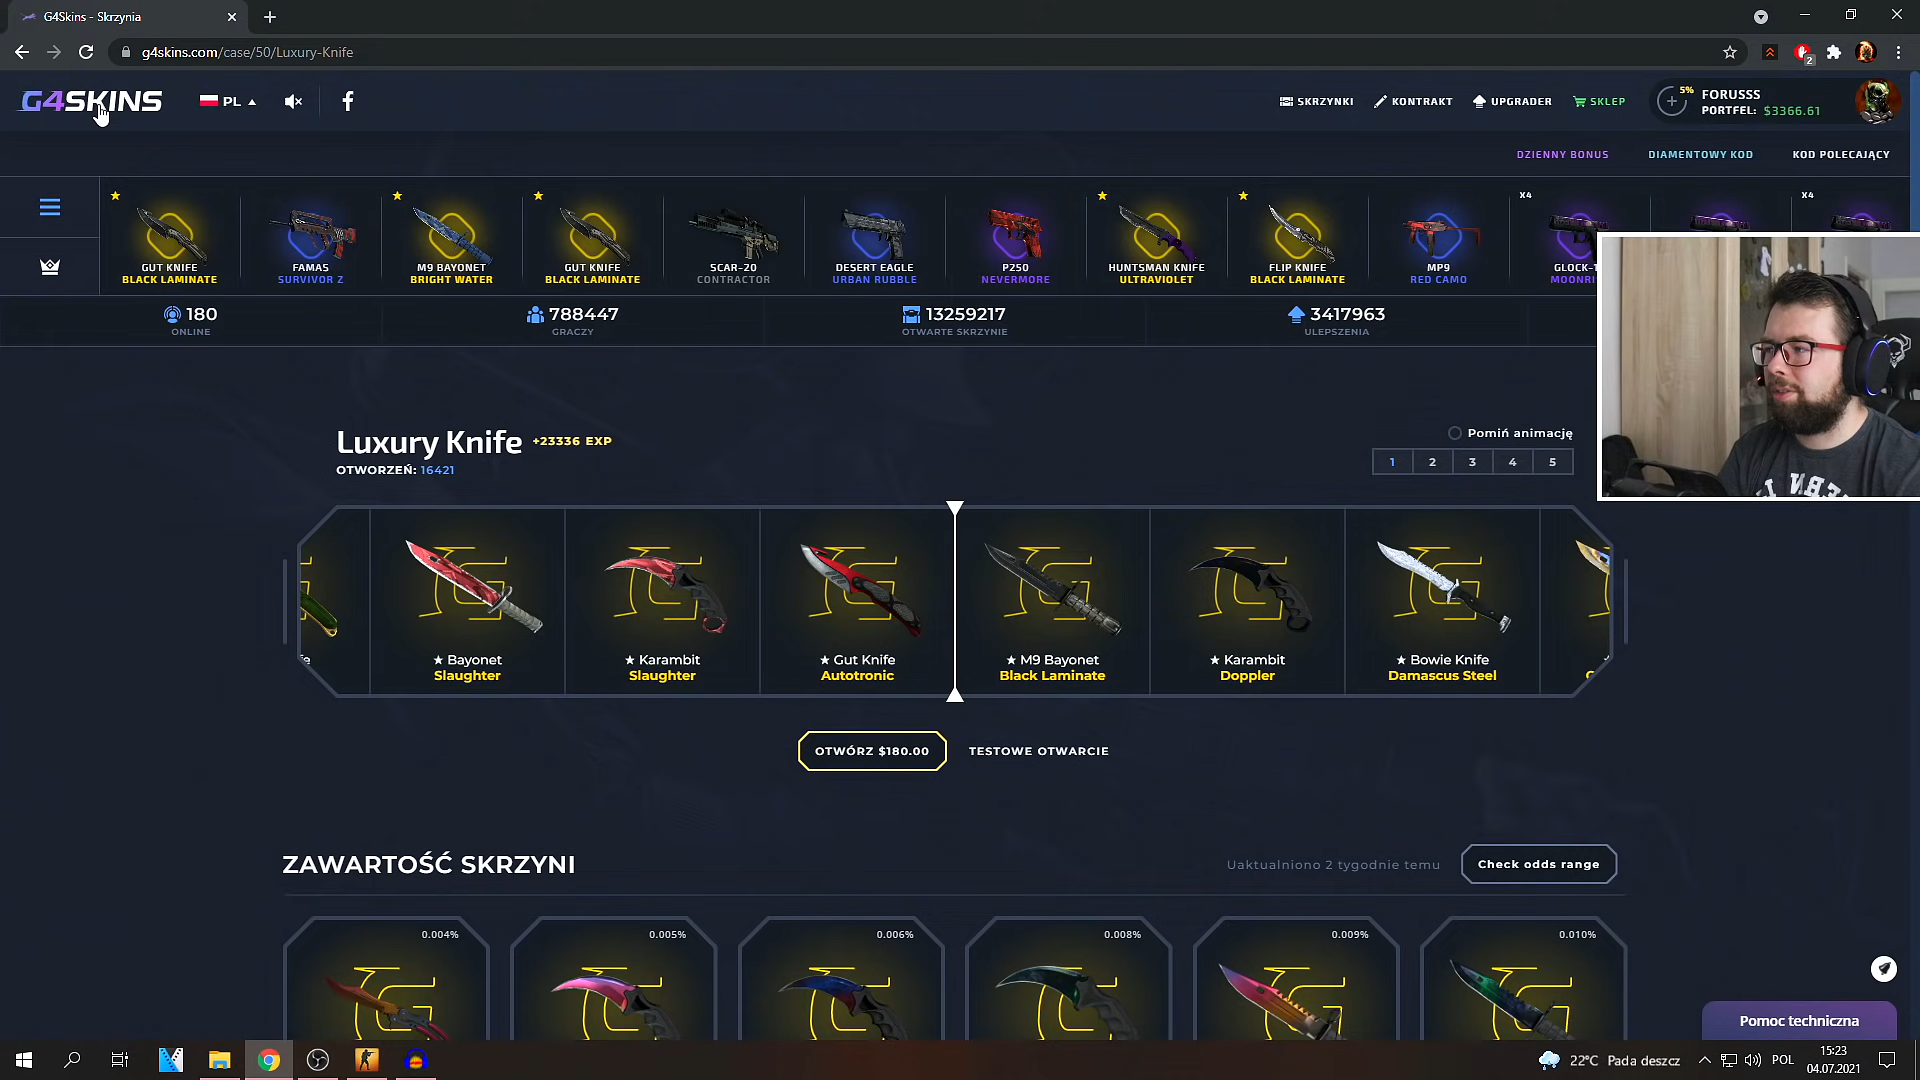 G4Skins - Skrzynia
g4skins.com/case/50/Luxury-Knife
2
G4SKINS
PL
SKRZYNKI
KONTRAKT
UPGRADER
SKLEP
5%
FORUSSS
PORTFEL: $3366.61
DZIENNY BONUS
DIAMENTOWY KOD
KOD POLECAJĄCY
GUT KNIFE
BLACK LAMINATE
FAMAS
SURVIVOR Z
M9 BAYONET
BRIGHT WATER
GUT KNIFE
BLACK LAMINATE
SCAR-20
CONTRACTOR
DESERT EAGLE
URBAN RUBBLE
P250
NEVERMORE
HUNTSMAN KNIFE
ULTRAVIOLET
FLIP KNIFE
BLACK LAMINATE
MP9
RED CAMO
X4
GLOCK-1
MOONRI
X4
180
ONLINE
788447
GRACZY
13259217
OTWARTE SKRZYNIE
3417963
ULEPSZENIA
Luxury Knife +23336 EXP
OTWORZEŃ: 16421
Pomiń animację
1 2 3 4 5
★ Bayonet
Slaughter
★ Karambit
Slaughter
★ Gut Knife
Autotronic
★ M9 Bayonet
Black Laminate
★ Karambit
Doppler
★ Bowie Knife
Damascus Steel
OTWÓRZ $180.00
TESTOWE OTWARCIE
ZAWARTOŚĆ SKRZYNI
Uaktualniono 2 tygodnie temu
Check odds range
0.004%
0.005%
0.006%
0.008%
0.009%
0.010%
Pomoc techniczna
22°C Pada deszcz
POL
15:23
04.07.2021